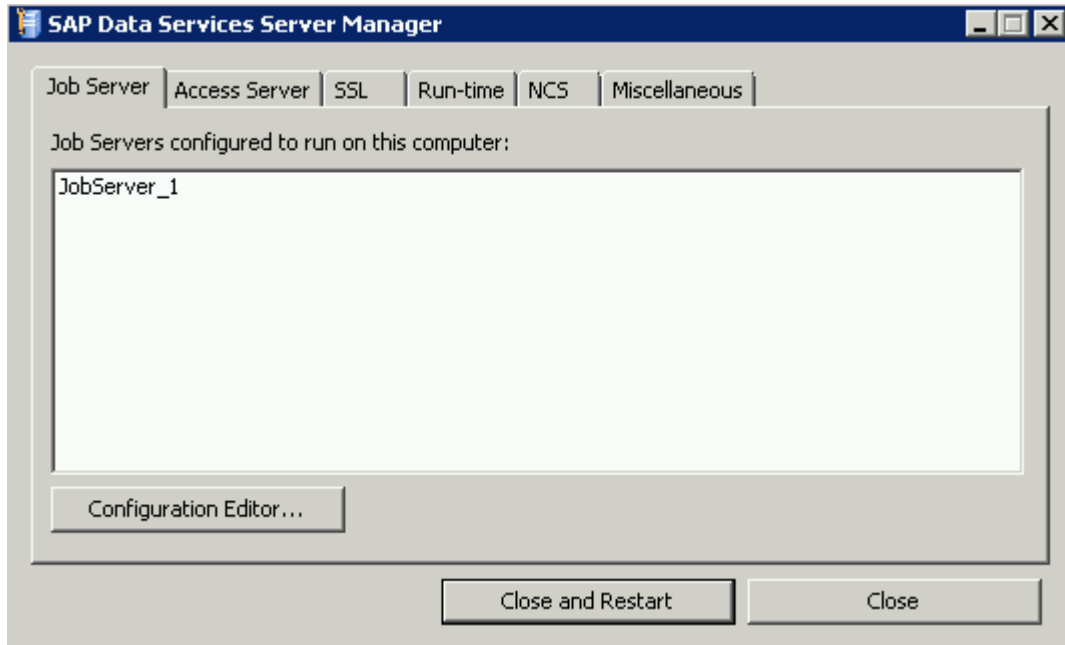 SAP Data Services Server Manager
Job Server Access Server SSL Run-time NCS Miscellaneous
Job Servers configured to run on this computer:
JobServer_1
Configuration Editor...
Close and Restart Close